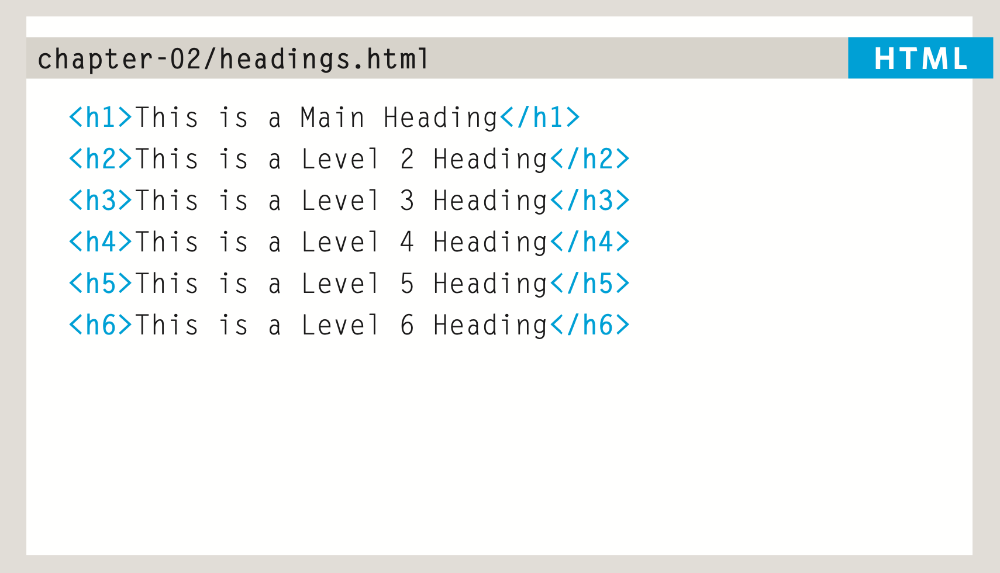 chapter-02/headings.html HTML
<h1>This is a Main Heading</h1>
<h2>This is a Level 2 Heading</h2>
<h3>This is a Level 3 Heading</h3>
<h4>This is a Level 4 Heading</h4>
<h5>This is a Level 5 Heading</h5>
<h6>This is a Level 6 Heading</h6>